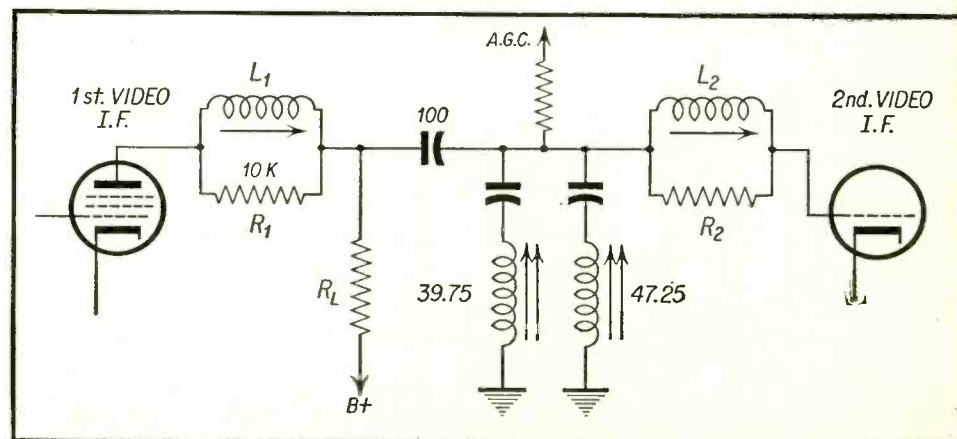 A.G.C.
L1
L2
1st. VIDEO
I.F.
100
2nd. VIDEO
I.F.
10 K
R1
R2
RL
39.75
47.25
B+